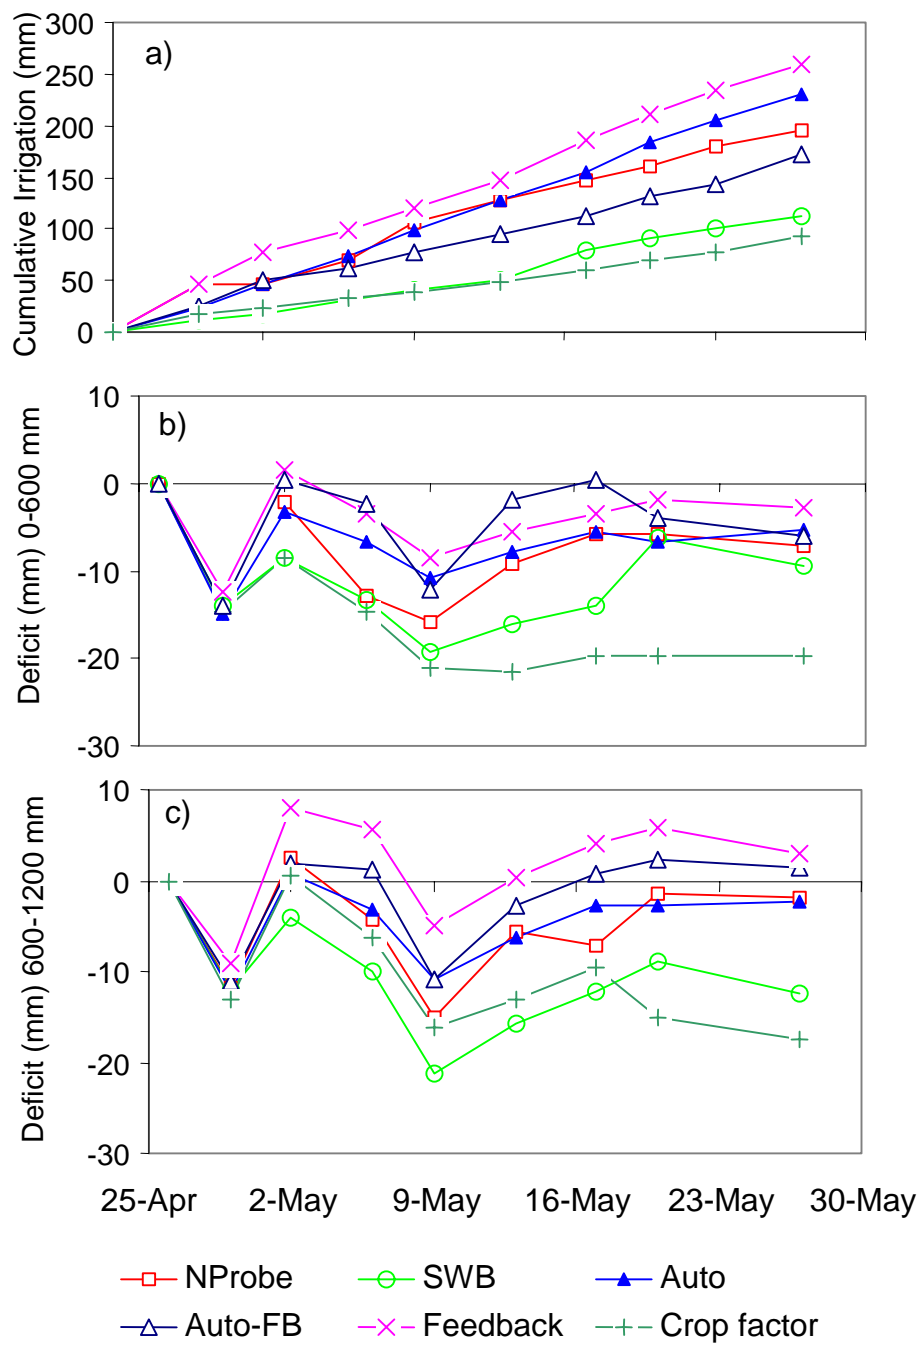 Cumulative Irrigation (mm)
300
250
200
150
100
50
0
a)
Deficit (mm) 0-600 mm
10
0
-10
-20
-30
b)
Deficit (mm) 600-1200 mm
10
0
-10
-20
-30
c)
25-Apr 2-May 9-May 16-May 23-May 30-May
NProbe SWB Auto
Auto-FB Feedback Crop factor